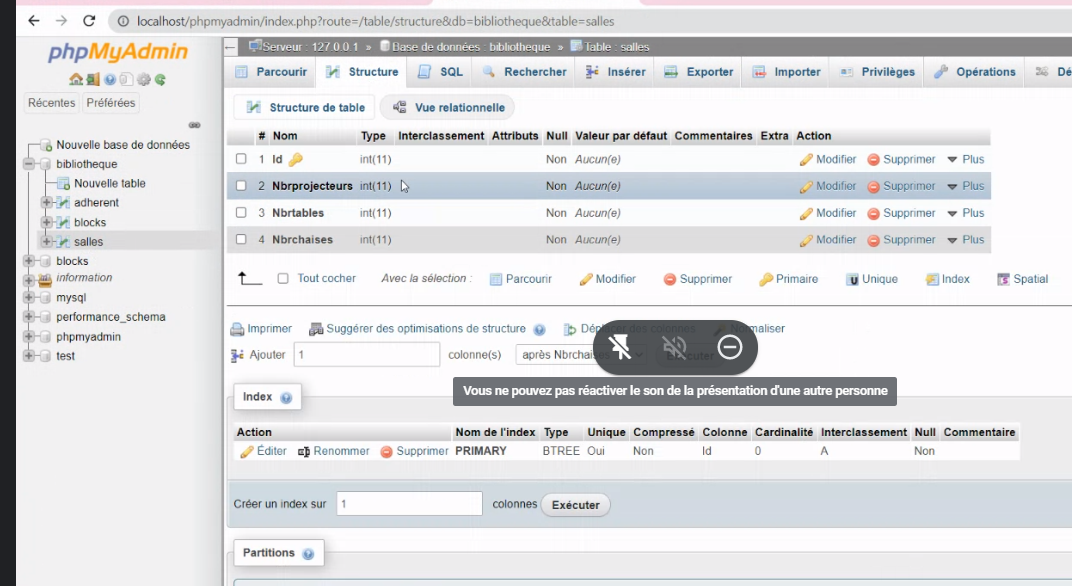 localhost/phpmyadmin/index.php?route=/table/structure&db=bibliotheque&table=salles
phpMyAdmin
Récentes Préférées
Nouvelle base de données
bibliotheque
Nouvelle table
adherent
blocks
salles
blocks
information
mysql
performance_schema
phpmyadmin
test
Serveur : 127.0.0.1 » Base de données : bibliotheque » Table : salles
Parcourir Structure SQL Rechercher Insérer Exporter Importer Privilèges Opérations Dé
Structure de table Vue relationnelle
# Nom Type Interclassement Attributs Null Valeur par défaut Commentaires Extra Action
1 Id int(11) Non Aucun(e) Modifier Supprimer Plus
2 Nbrprojecteurs int(11) Non Aucun(e) Modifier Supprimer Plus
3 Nbrtables int(11) Non Aucun(e) Modifier Supprimer Plus
4 Nbrchaises int(11) Non Aucun(e) Modifier Supprimer Plus
Tout cocher Avec la sélection : Parcourir Modifier Supprimer Primaire Unique Index Spatial
Imprimer Suggérer des optimisations de structure Déplacer des colonnes Normaliser
Ajouter 1 colonne(s) après Nbrchaises Exécuter
Vous ne pouvez pas réactiver le son de la présentation d'une autre personne
Index
Action Nom de l'index Type Unique Compressé Colonne Cardinalité Interclassement Null Commentaire
Éditer Renommer Supprimer PRIMARY BTREE Oui Non Id 0 A Non
Créer un index sur 1 colonnes Exécuter
Partitions